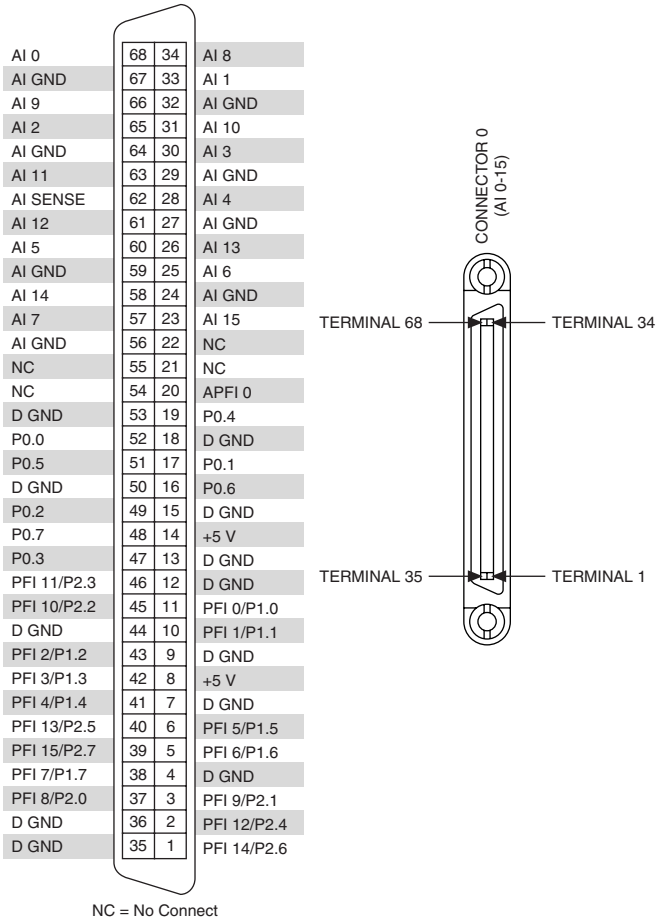 AI 0 68 34 AI 8
AI GND 67 33 AI 1
AI 9 66 32 AI GND
AI 2 65 31 AI 10
AI GND 64 30 AI 3
AI 11 63 29 AI GND
AI SENSE 62 28 AI 4
AI 12 61 27 AI GND
AI 5 60 26 AI 13
AI GND 59 25 AI 6
AI 14 58 24 AI GND
AI 7 57 23 AI 15
AI GND 56 22 NC
NC 55 21 NC
NC 54 20 APFI 0
D GND 53 19 P0.4
P0.0 52 18 D GND
P0.5 51 17 P0.1
D GND 50 16 P0.6
P0.2 49 15 D GND
P0.7 48 14 +5 V
P0.3 47 13 D GND
PFI 11/P2.3 46 12 D GND
PFI 10/P2.2 45 11 PFI 0/P1.0
D GND 44 10 PFI 1/P1.1
PFI 2/P1.2 43 9 D GND
PFI 3/P1.3 42 8 +5 V
PFI 4/P1.4 41 7 D GND
PFI 13/P2.5 40 6 PFI 5/P1.5
PFI 15/P2.7 39 5 PFI 6/P1.6
PFI 7/P1.7 38 4 D GND
PFI 8/P2.0 37 3 PFI 9/P2.1
D GND 36 2 PFI 12/P2.4
D GND 35 1 PFI 14/P2.6
NC = No Connect
CONNECTOR 0
(AI 0-15)
TERMINAL 68 TERMINAL 34
TERMINAL 35 TERMINAL 1